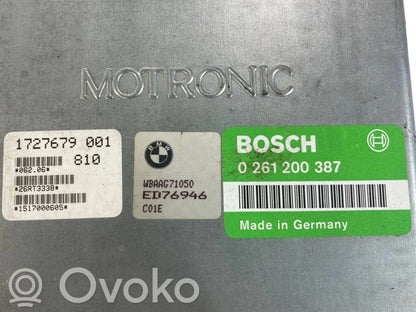 MOTRONIC
1727679 001
810
*062.06*
*26RT3338*
*1517000605*
BMW
WBAAG71050
ED76946
C01E
BOSCH
0 261 200 387
Made in Germany
Ovoko